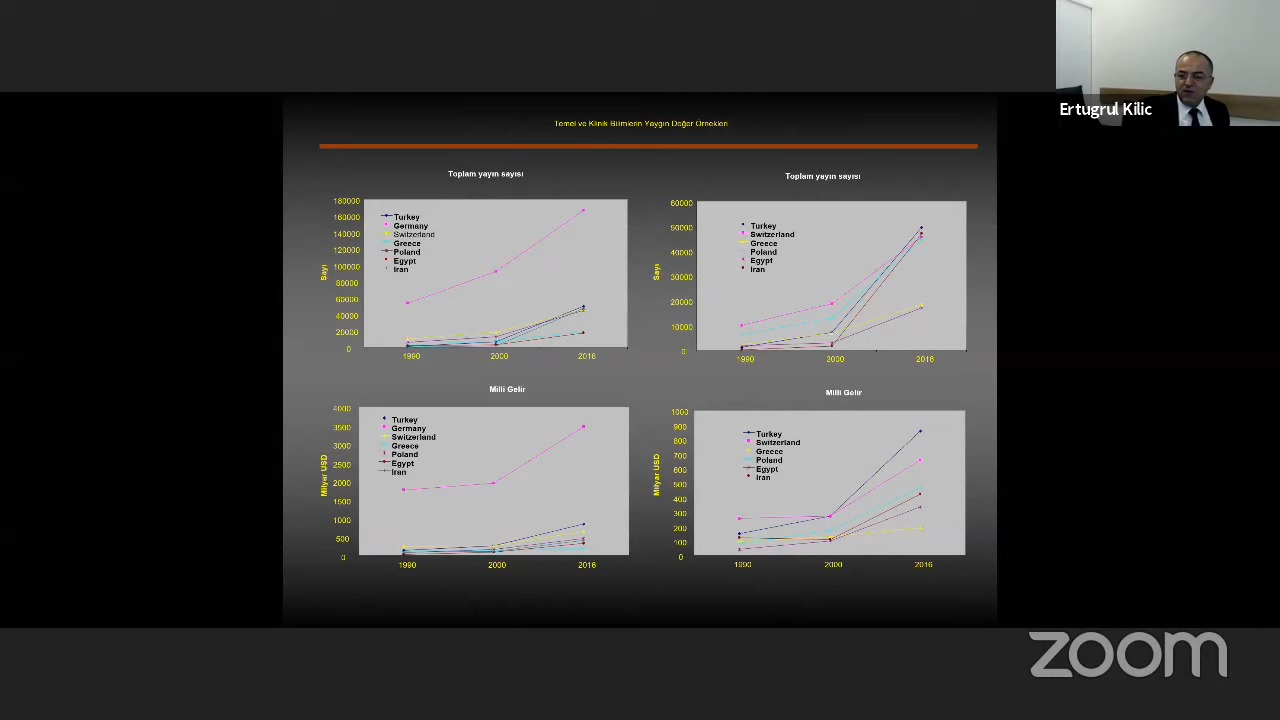 Ertugrul Kilic
Temel ve Klinik Bilimlerin Yaygın Doğer Örnekleri
Toplam yayın sayısı
180000
160000
140000
120000
100000
80000
60000
40000
20000
0
Sayı
Turkey
Germany
Switzerland
Greece
Poland
Egypt
Iran
1990
2000
2016
Toplam yayın sayısı
60000
50000
40000
30000
20000
10000
0
Sayı
Turkey
Switzerland
Greece
Poland
Egypt
Iran
1990
2000
2016
Milli Gelir
4000
3500
3000
2500
2000
1500
1000
500
0
Milyar USD
Turkey
Germany
Switzerland
Greece
Poland
Egypt
Iran
1990
2000
2016
Milli Gelir
1000
900
800
700
600
500
400
300
200
100
0
Milyar USD
Turkey
Switzerland
Greece
Poland
Egypt
Iran
1990
2000
2016
zoom